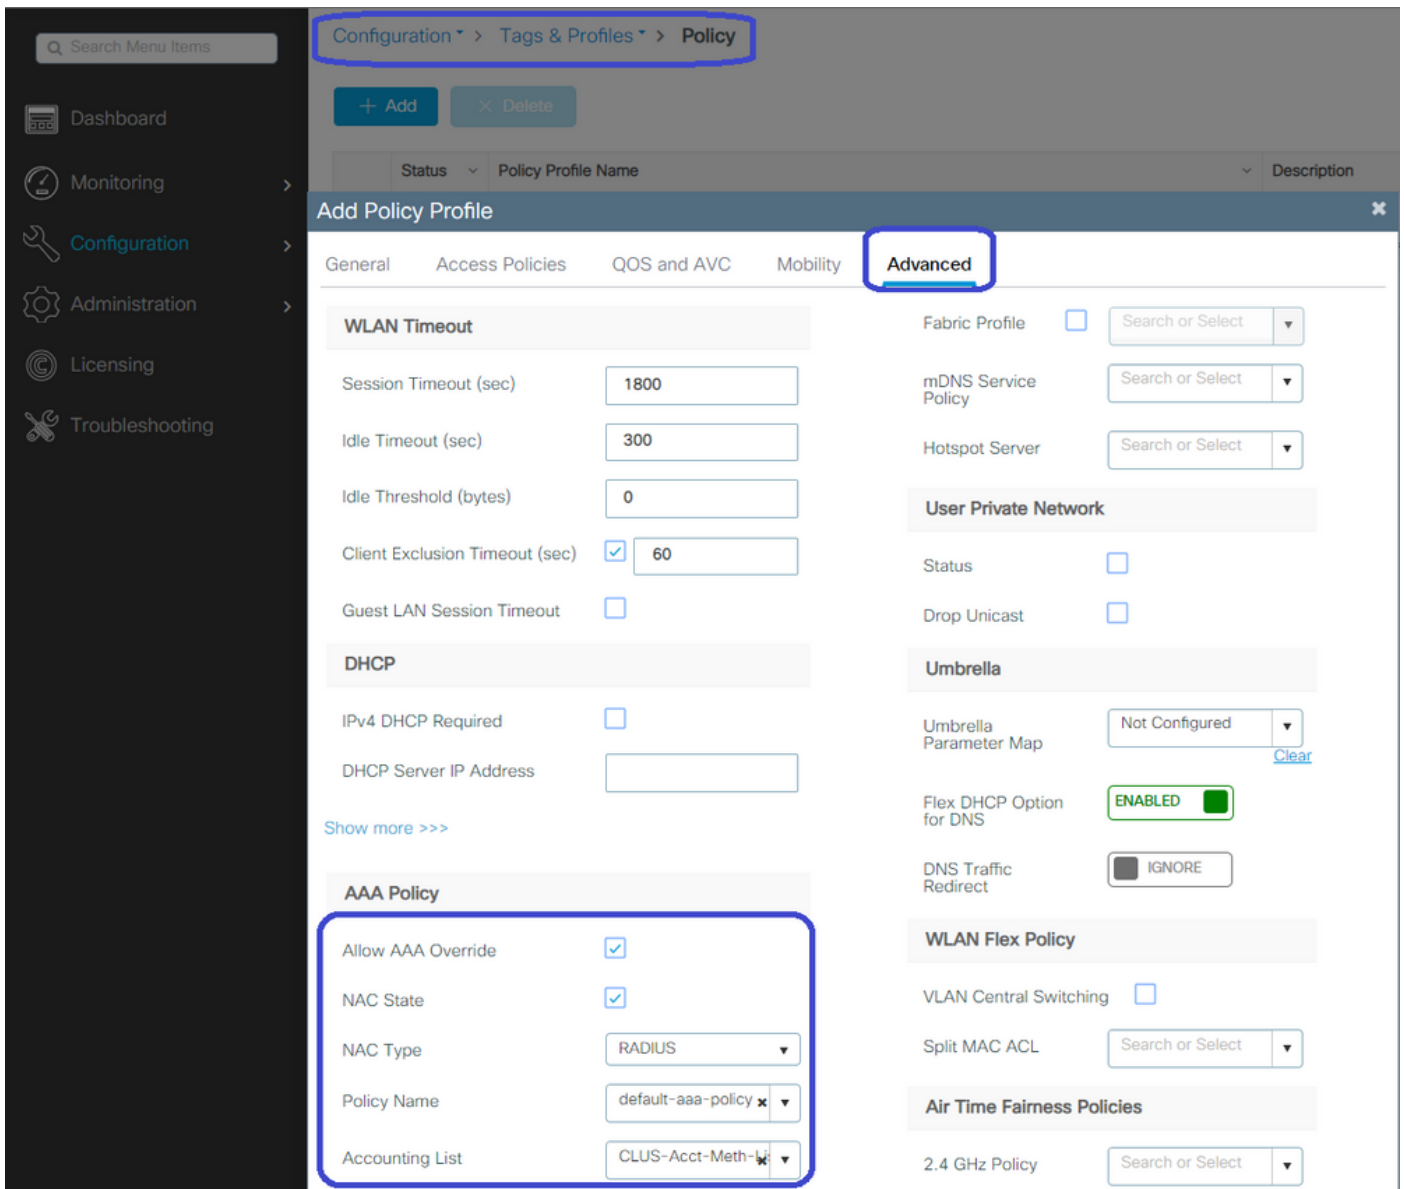 Search Menu Items
Dashboard
Monitoring
Configuration
Administration
Licensing
Troubleshooting
Configuration > Tags & Profiles > Policy
+ Add
× Delete
Status
Policy Profile Name
Description
Add Policy Profile
General
Access Policies
QOS and AVC
Mobility
Advanced
WLAN Timeout
Session Timeout (sec)
1800
Idle Timeout (sec)
300
Idle Threshold (bytes)
0
Client Exclusion Timeout (sec)
60
Guest LAN Session Timeout
DHCP
IPv4 DHCP Required
DHCP Server IP Address
Show more >>>
AAA Policy
Allow AAA Override
NAC State
NAC Type
RADIUS
Policy Name
default-aaa-policy
Accounting List
CLUS-Acct-Meth-
Fabric Profile
Search or Select
mDNS Service
Policy
Search or Select
Hotspot Server
Search or Select
User Private Network
Status
Drop Unicast
Umbrella
Umbrella
Parameter Map
Not Configured
Clear
Flex DHCP Option
for DNS
ENABLED
DNS Traffic
Redirect
IGNORE
WLAN Flex Policy
VLAN Central Switching
Split MAC ACL
Search or Select
Air Time Fairness Policies
2.4 GHz Policy
Search or Select